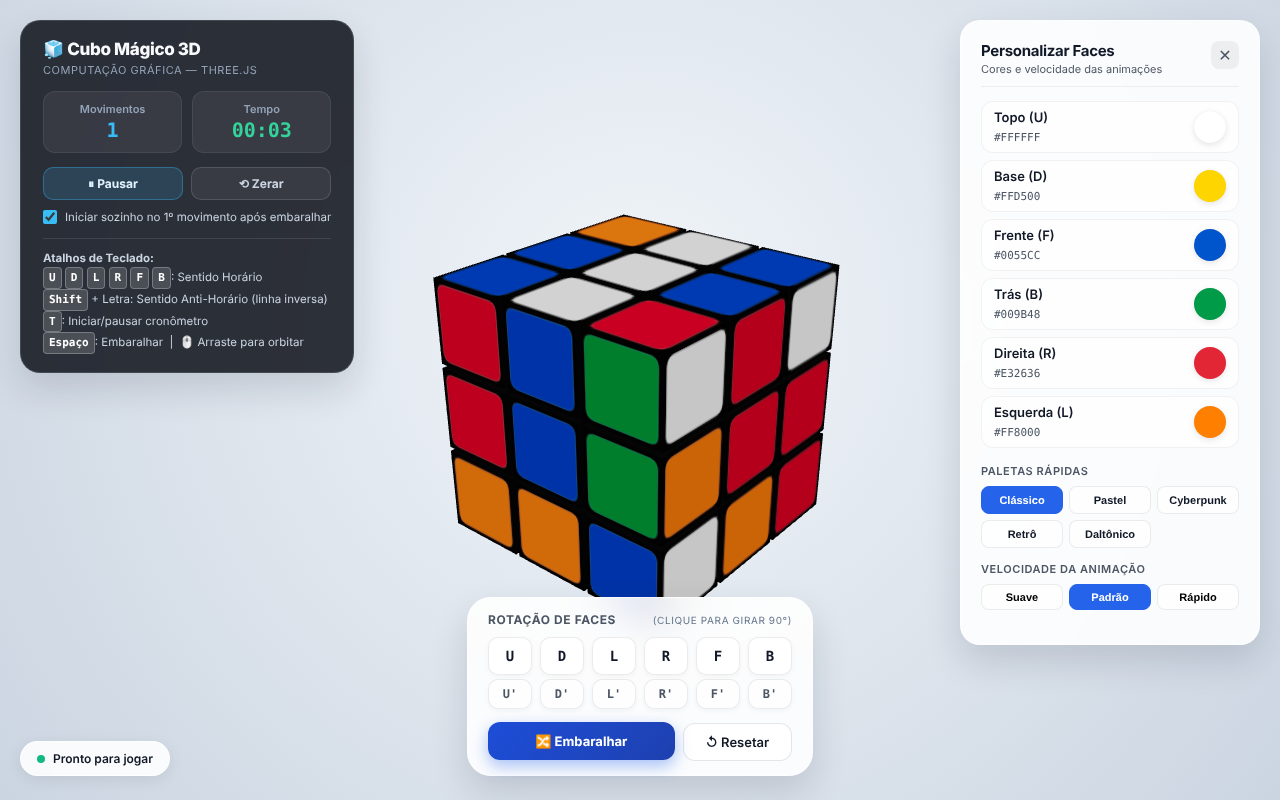 🧊 Cubo Mágico 3D
COMPUTAÇÃO GRÁFICA — THREE.JS
Movimentos
1
Tempo
00:03
⏸ Pausar
⟲ Zerar
Iniciar sozinho no 1º movimento após embaralhar
Atalhos de Teclado:
U D L R F B : Sentido Horário
Shift + Letra: Sentido Anti-Horário (linha inversa)
T : Iniciar/pausar cronômetro
Espaço : Embaralhar | 🖱️ Arraste para orbitar
Personalizar Faces
Cores e velocidade das animações
✕
Topo (U)
#FFFFFF
Base (D)
#FFD500
Frente (F)
#0055CC
Trás (B)
#009B48
Direita (R)
#E32636
Esquerda (L)
#FF8000
PALETAS RÁPIDAS
Clássico Pastel Cyberpunk
Retrô Daltônico
VELOCIDADE DA ANIMAÇÃO
Suave Padrão Rápido
ROTAÇÃO DE FACES (CLIQUE PARA GIRAR 90°)
U D L R F B
U' D' L' R' F' B'
🔀 Embaralhar
↺ Resetar
Pronto para jogar